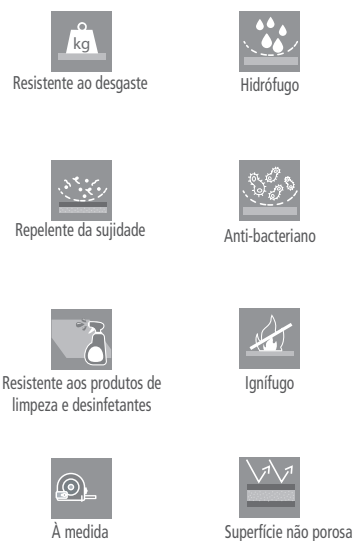 kg
Resistente ao desgaste
Hidrófugo
Repelente da sujidade
Anti-bacteriano
Resistente aos produtos de
limpeza e desinfetantes
Ignífugo
À medida
Superfície não porosa